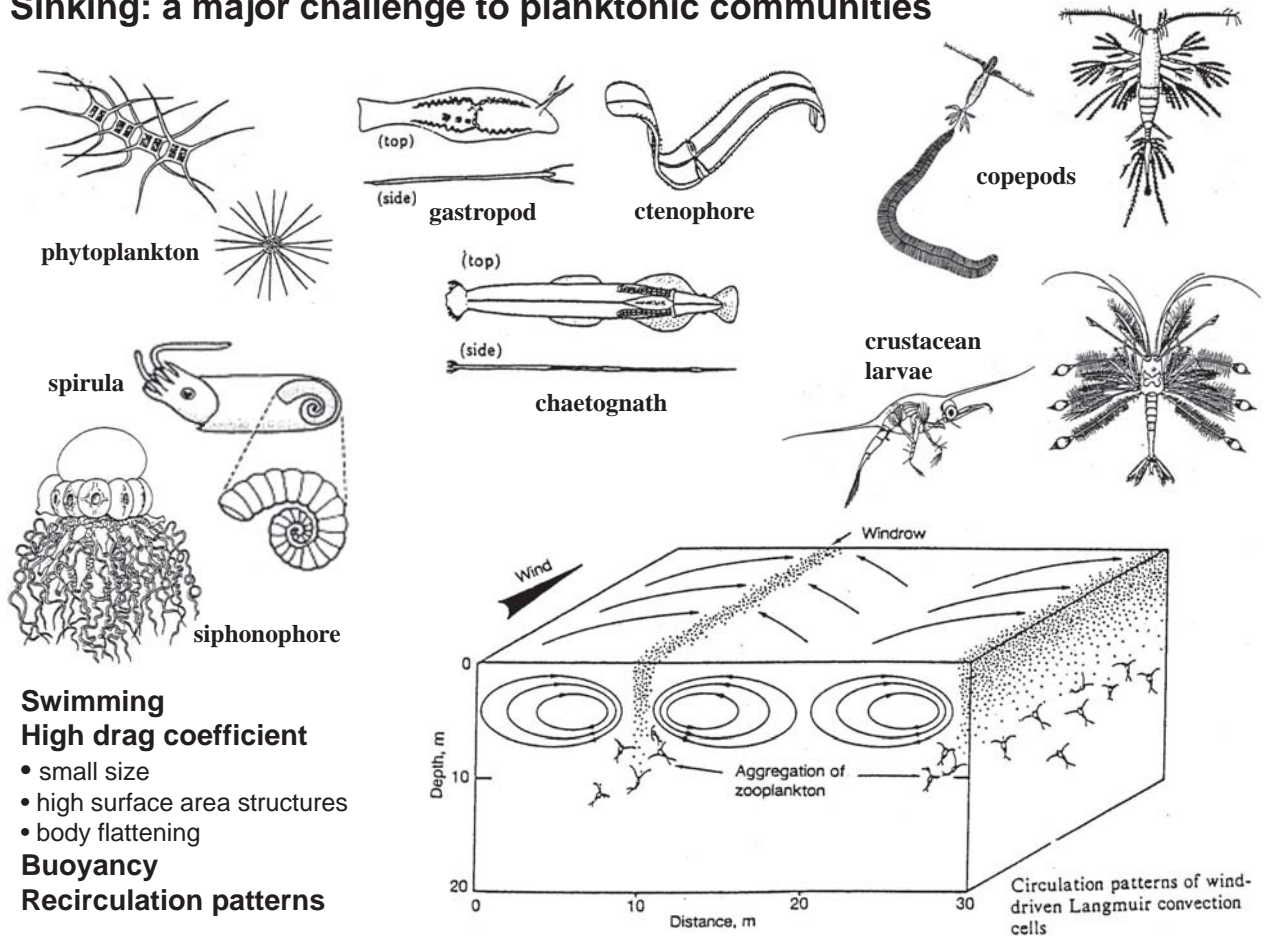 Sinking: a major challenge to planktonic communities
phytoplankton
(top)
(side)
gastropod
ctenophore
copepods
(top)
(side)
chaetognath
crustacean
larvae
spirula
siphonophore
Swimming
High drag coefficient
• small size
• high surface area structures
• body flattening
Buoyancy
Recirculation patterns
Windrow
Wind
0
Depth, m
10
Aggregation of
zooplankton
20
0
10
20
30
Distance, m
Circulation patterns of wind-
driven Langmuir convection
cells